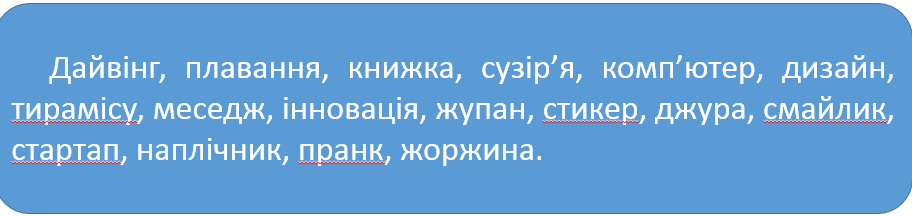 Дайвінг, плавання, книжка, сузір’я, комп’ютер, дизайн,
тирамісу, меседж, інновація, жупан, стикер, джура, смайлик,
стартап, наплічник, пранк, жоржина.